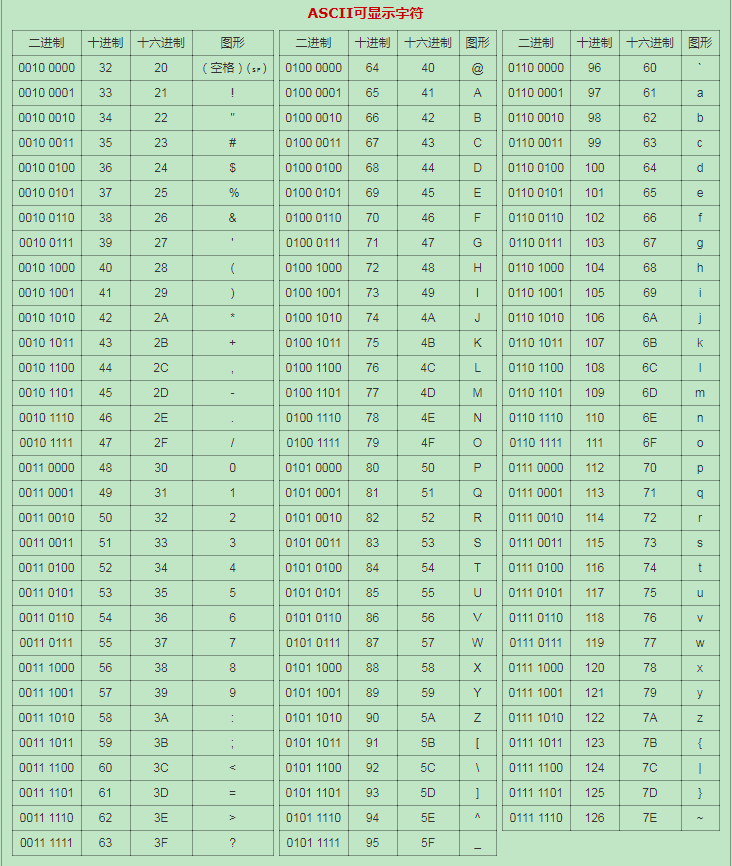 ASCII可显示字符
二进制 十进制 十六进制 图形 二进制 十进制 十六进制 图形 二进制 十进制 十六进制 图形
0010 0000 32 20 (空格)(␠) 0100 0000 64 40 @ 0110 0000 96 60 `
0010 0001 33 21 ! 0100 0001 65 41 A 0110 0001 97 61 a
0010 0010 34 22 " 0100 0010 66 42 B 0110 0010 98 62 b
0010 0011 35 23 # 0100 0011 67 43 C 0110 0011 99 63 c
0010 0100 36 24 $ 0100 0100 68 44 D 0110 0100 100 64 d
0010 0101 37 25 % 0100 0101 69 45 E 0110 0101 101 65 e
0010 0110 38 26 & 0100 0110 70 46 F 0110 0110 102 66 f
0010 0111 39 27 ' 0100 0111 71 47 G 0110 0111 103 67 g
0010 1000 40 28 ( 0100 1000 72 48 H 0110 1000 104 68 h
0010 1001 41 29 ) 0100 1001 73 49 I 0110 1001 105 69 i
0010 1010 42 2A * 0100 1010 74 4A J 0110 1010 106 6A j
0010 1011 43 2B + 0100 1011 75 4B K 0110 1011 107 6B k
0010 1100 44 2C , 0100 1100 76 4C L 0110 1100 108 6C l
0010 1101 45 2D - 0100 1101 77 4D M 0110 1101 109 6D m
0010 1110 46 2E . 0100 1110 78 4E N 0110 1110 110 6E n
0010 1111 47 2F / 0100 1111 79 4F O 0110 1111 111 6F o
0011 0000 48 30 0 0101 0000 80 50 P 0111 0000 112 70 p
0011 0001 49 31 1 0101 0001 81 51 Q 0111 0001 113 71 q
0011 0010 50 32 2 0101 0010 82 52 R 0111 0010 114 72 r
0011 0011 51 33 3 0101 0011 83 53 S 0111 0011 115 73 s
0011 0100 52 34 4 0101 0100 84 54 T 0111 0100 116 74 t
0011 0101 53 35 5 0101 0101 85 55 U 0111 0101 117 75 u
0011 0110 54 36 6 0101 0110 86 56 V 0111 0110 118 76 v
0011 0111 55 37 7 0101 0111 87 57 W 0111 0111 119 77 w
0011 1000 56 38 8 0101 1000 88 58 X 0111 1000 120 78 x
0011 1001 57 39 9 0101 1001 89 59 Y 0111 1001 121 79 y
0011 1010 58 3A : 0101 1010 90 5A Z 0111 1010 122 7A z
0011 1011 59 3B ; 0101 1011 91 5B [ 0111 1011 123 7B {
0011 1100 60 3C < 0101 1100 92 5C \ 0111 1100 124 7C |
0011 1101 61 3D = 0101 1101 93 5D ] 0111 1101 125 7D }
0011 1110 62 3E > 0101 1110 94 5E ^ 0111 1110 126 7E ~
0011 1111 63 3F ? 0101 1111 95 5F _